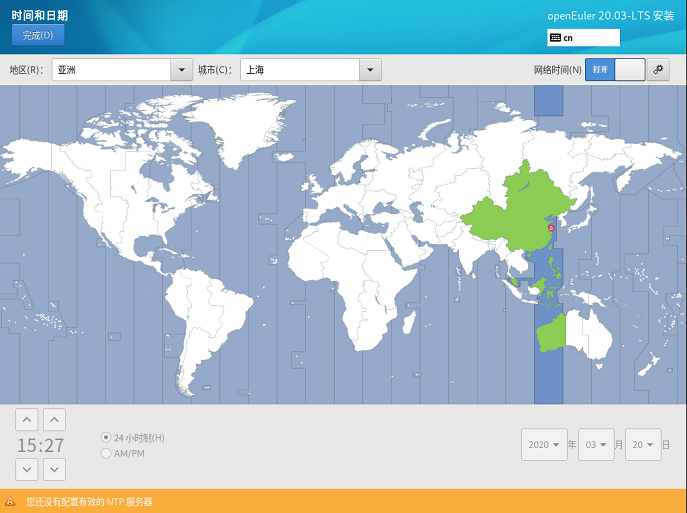 时间和日期
openEuler 20.03-LTS 安装
完成(D)
cn
地区(R): 亚洲 城市(C): 上海 网络时间(N) 打开
15:27
24 小时制(H)
AM/PM
2020 年 03 月 20 日
您还没有配置有效的 NTP 服务器